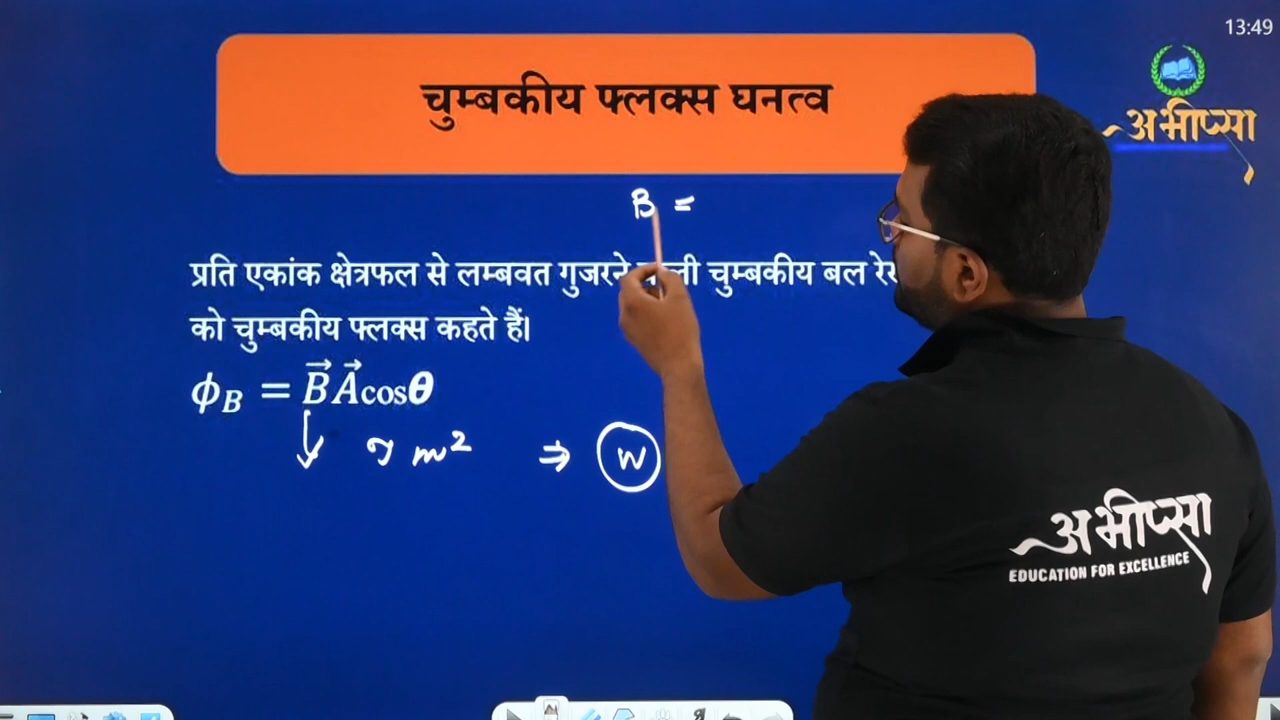 13:49
चुम्बकीय फ्लक्स घनत्व
अभीप्सा
B =
प्रति एकांक क्षेत्रफल से लम्बवत गुजरने चुम्बकीय बल
को चुम्बकीय फ्लक्स कहते हैं।
ϕ_B = B⃗ A⃗ cosθ
m² ⇒ W
अभीप्सा
EDUCATION FOR EXCELLENCE